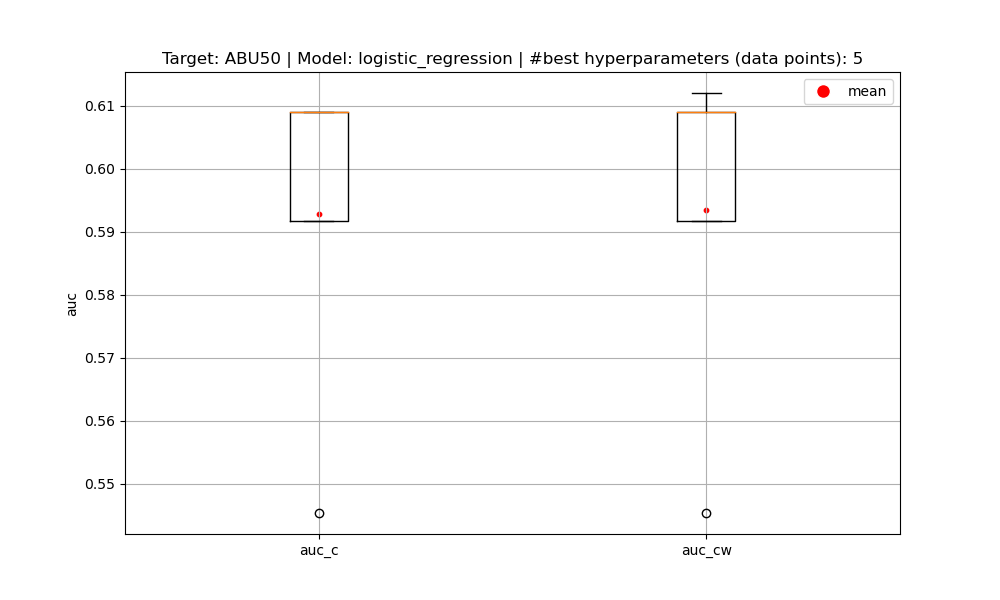 Target: ABU50 | Model: logistic_regression | #best hyperparameters (data points): 5
mean
0.61
0.60
0.59
0.58
0.57
0.56
0.55
auc
auc_c
auc_cw